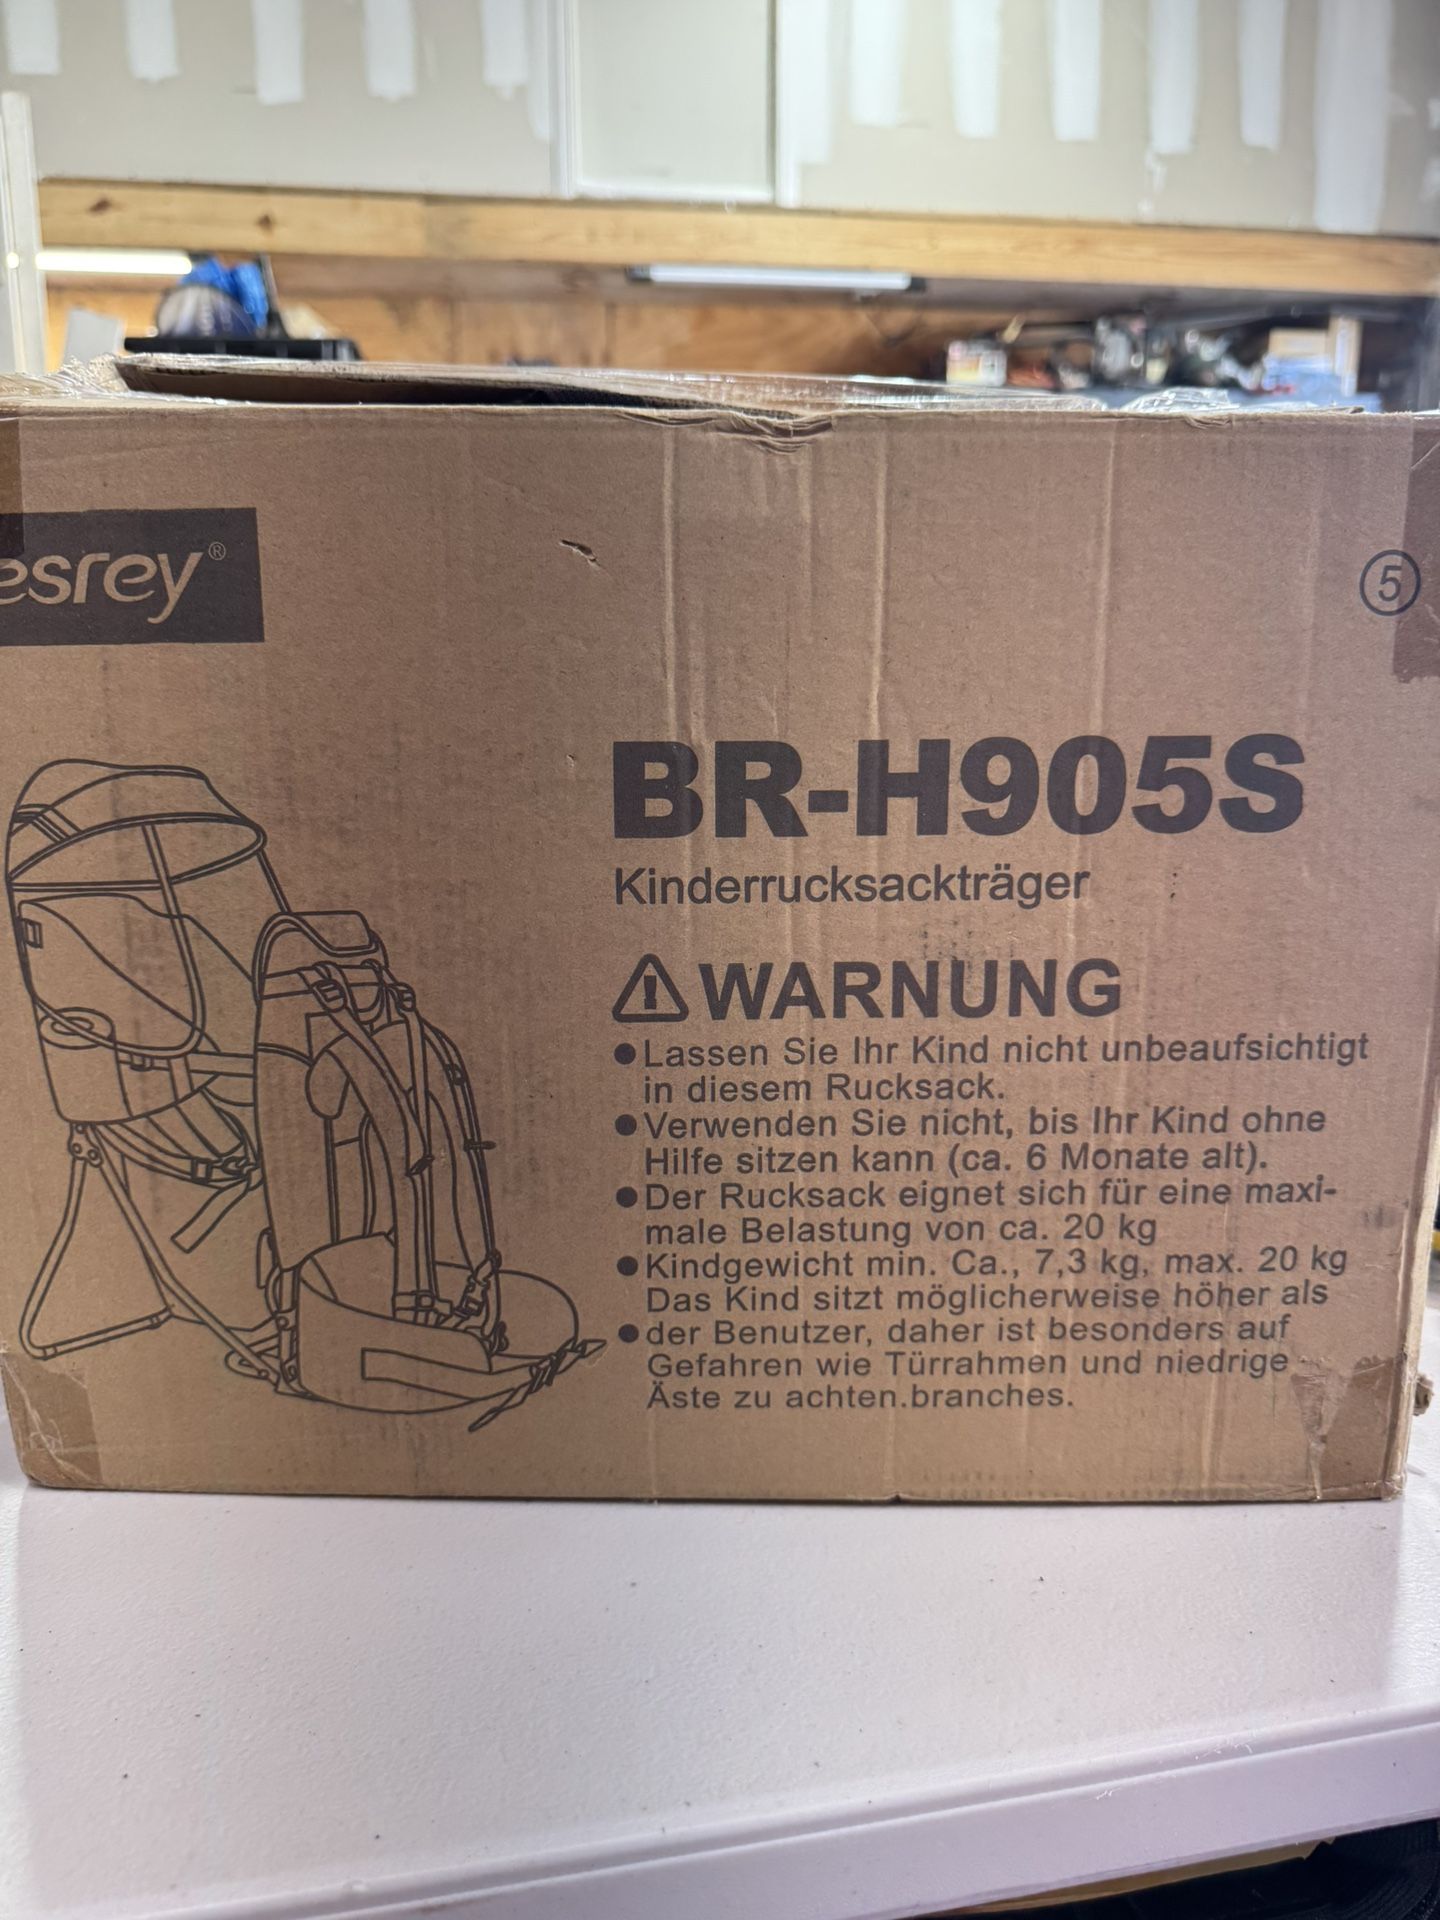 esrey®
5
BR-H905S
Kinderrucksackträger
WARNUNG
●Lassen Sie Ihr Kind nicht unbeaufsichtigt
in diesem Rucksack.
●Verwenden Sie nicht, bis Ihr Kind ohne
Hilfe sitzen kann (ca. 6 Monate alt).
●Der Rucksack eignet sich für eine maxi-
male Belastung von ca. 20 kg
●Kindgewicht min. Ca., 7,3 kg, max. 20 kg
Das Kind sitzt möglicherweise höher als
●der Benutzer, daher ist besonders auf
Gefahren wie Türrahmen und niedrige
Äste zu achten.branches.